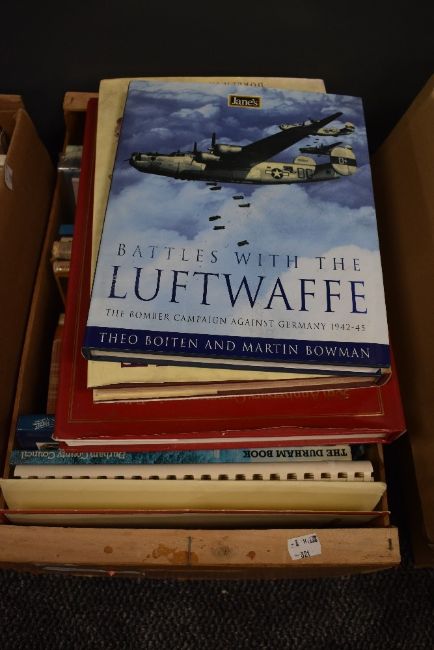 Jane's
BATTLES WITH THE
LUFTWAFFE
THE BOMBER CAMPAIGN AGAINST GERMANY 1942-45
THEO BOITEN AND MARTIN BOWMAN
Durham County Council
THE DURHAM BOOK
321